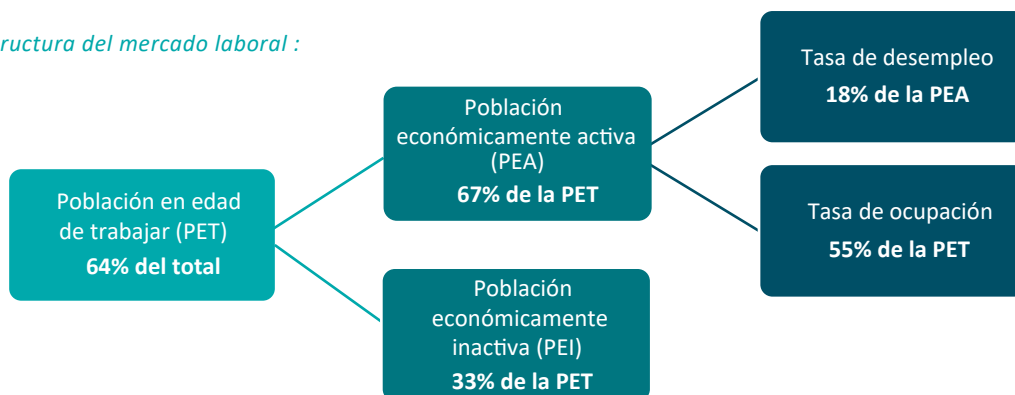 ructura del mercado laboral :
Población en edad
de trabajar (PET)
64% del total
Población
económicamente activa
(PEA)
67% de la PET
Población
económicamente
inactiva (PEI)
33% de la PET
Tasa de desempleo
18% de la PEA
Tasa de ocupación
55% de la PET